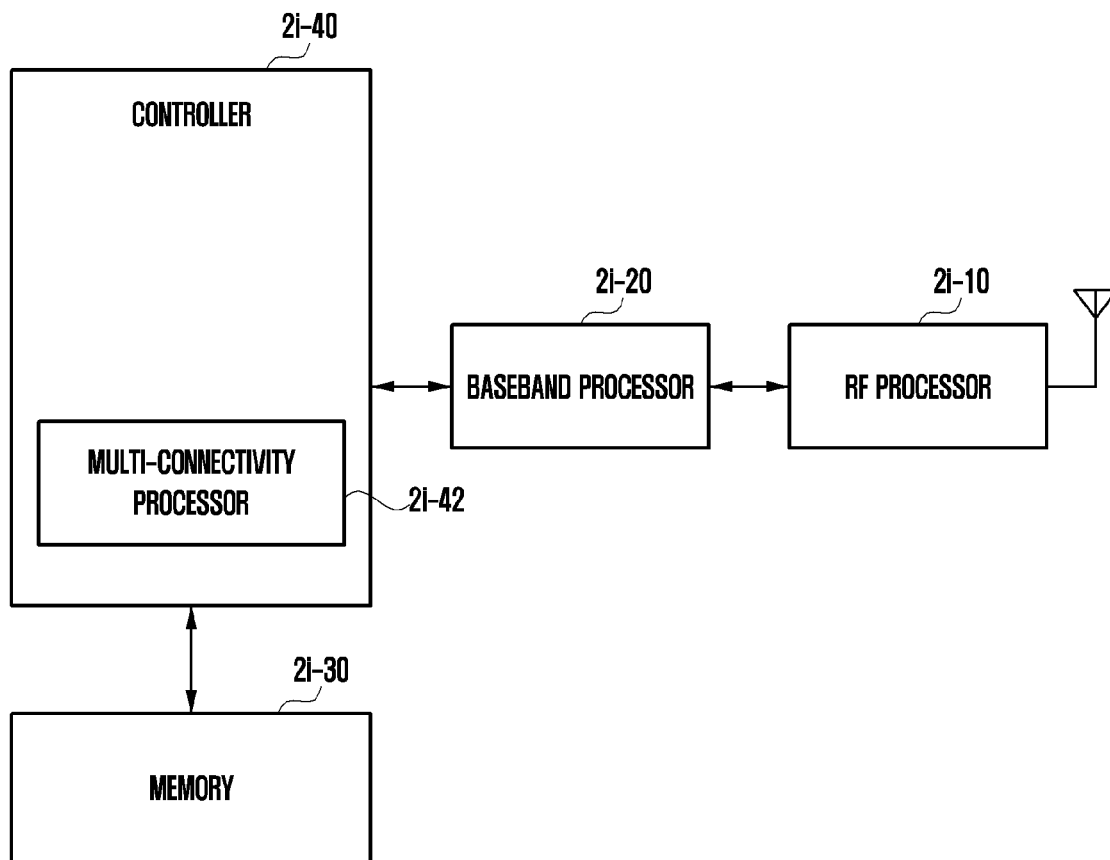 2i-40
CONTROLLER
2i-20
2i-10
BASEBAND PROCESSOR
RF PROCESSOR
MULTI-CONNECTIVITY
PROCESSOR
2i-42
2i-30
MEMORY